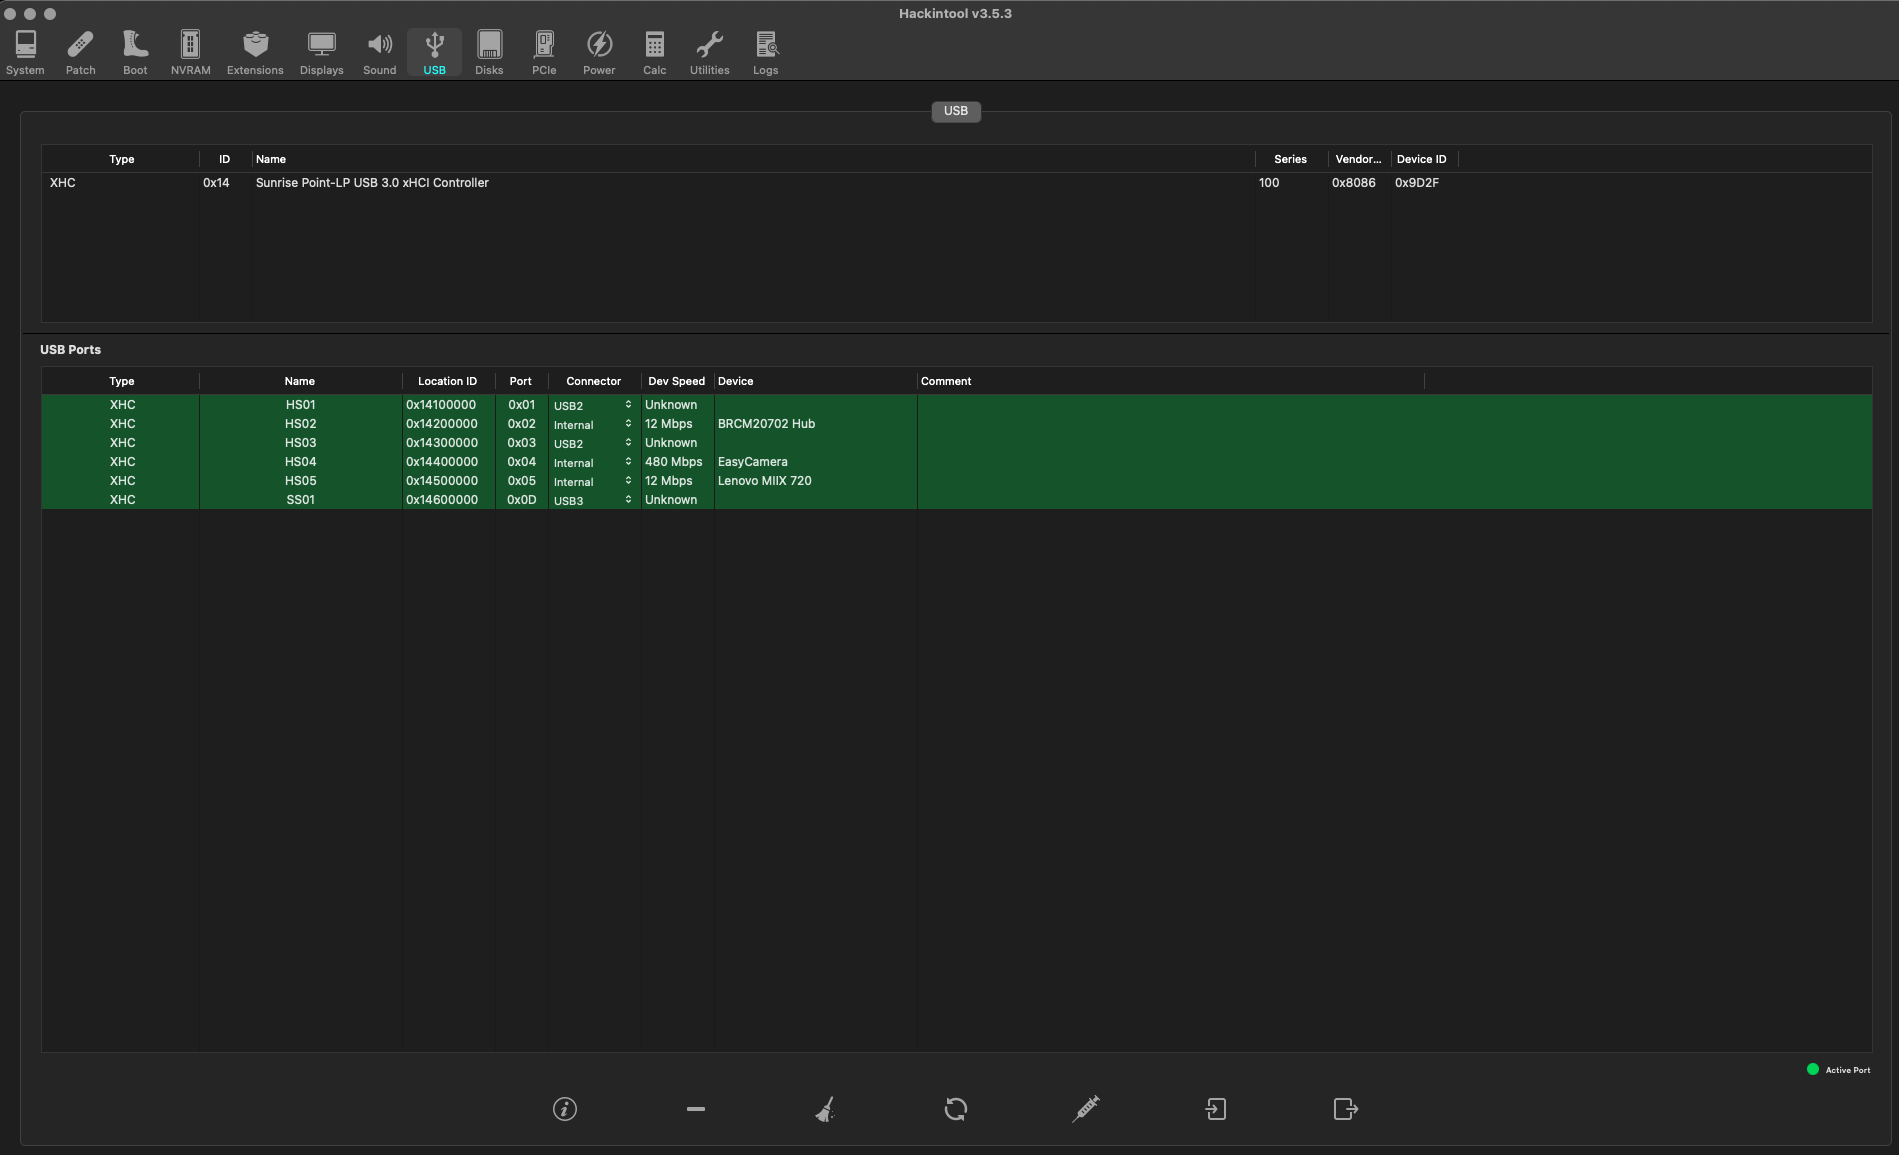 Hackintool v3.5.3
System Patch Boot NVRAM Extensions Displays Sound USB Disks PCIe Power Calc Utilities Logs
USB
Type ID Name Series Vendor... Device ID
XHC 0x14 Sunrise Point-LP USB 3.0 xHCI Controller 100 0x8086 0x9D2F
USB Ports
Type Name Location ID Port Connector Dev Speed Device Comment
XHC HS01 0x14100000 0x01 USB2 Unknown
XHC HS02 0x14200000 0x02 Internal 12 Mbps BRCM20702 Hub
XHC HS03 0x14300000 0x03 USB2 Unknown
XHC HS04 0x14400000 0x04 Internal 480 Mbps EasyCamera
XHC HS05 0x14500000 0x05 Internal 12 Mbps Lenovo MIIX 720
XHC SS01 0x14600000 0x0D USB3 Unknown
Active Port